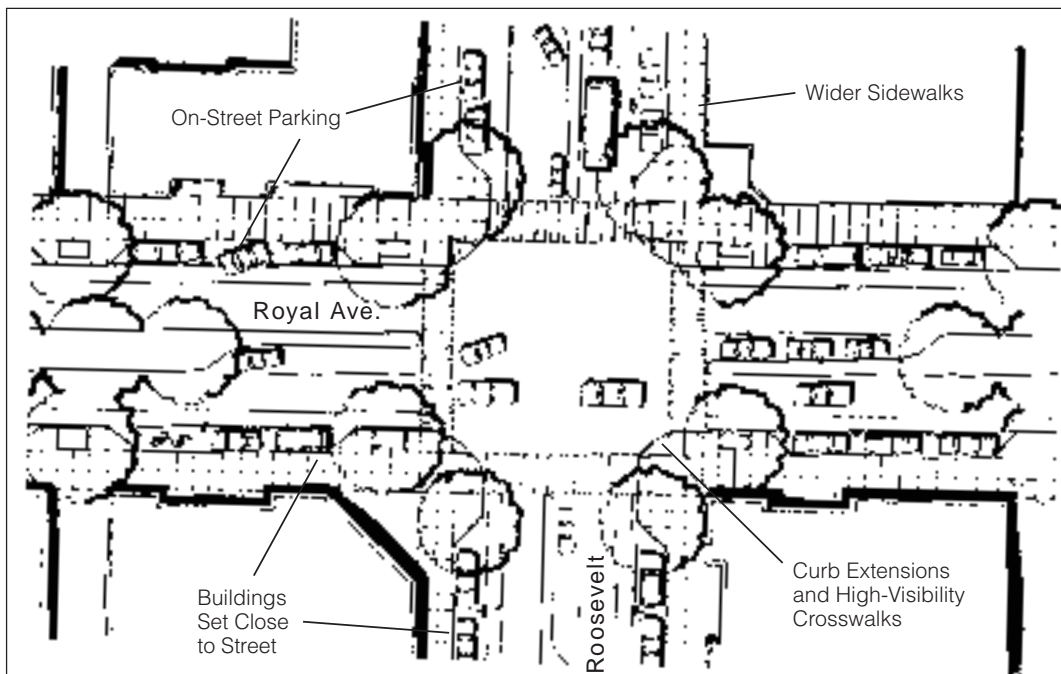 On-Street Parking
Wider Sidewalks
Royal Ave.
Buildings
Set Close
to Street
Roosevelt
Curb Extensions
and High-Visibility
Crosswalks